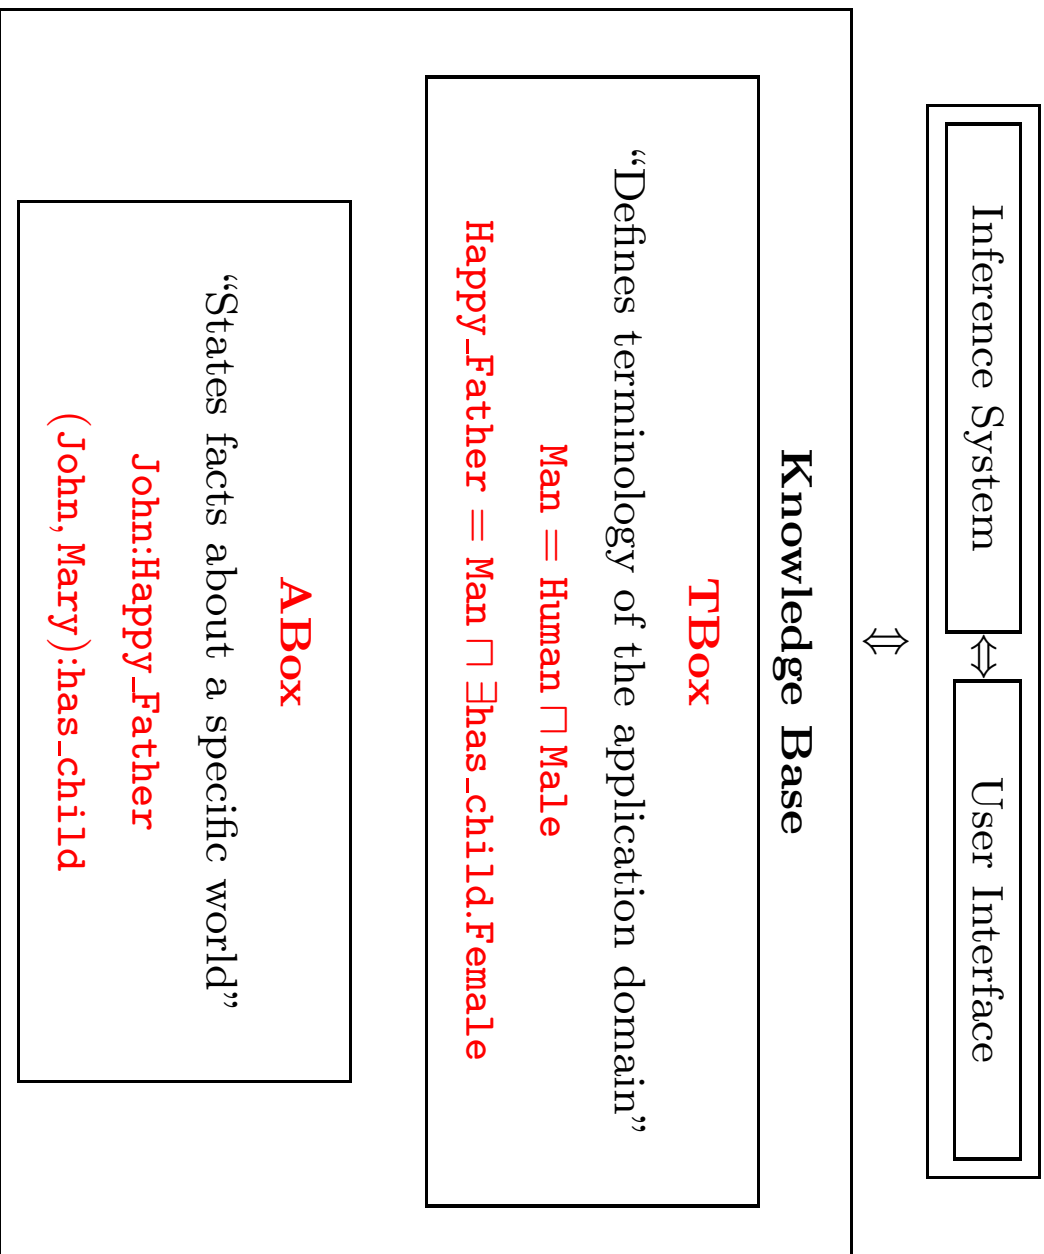 Inference System ⇔ User Interface
⇕
Knowledge Base
TBox
“Defines terminology of the application domain”
Man = Human ⊓ Male
Happy_Father = Man ⊓ ∃has_child.Female
ABox
“States facts about a specific world”
John:Happy_Father
(John, Mary):has_child